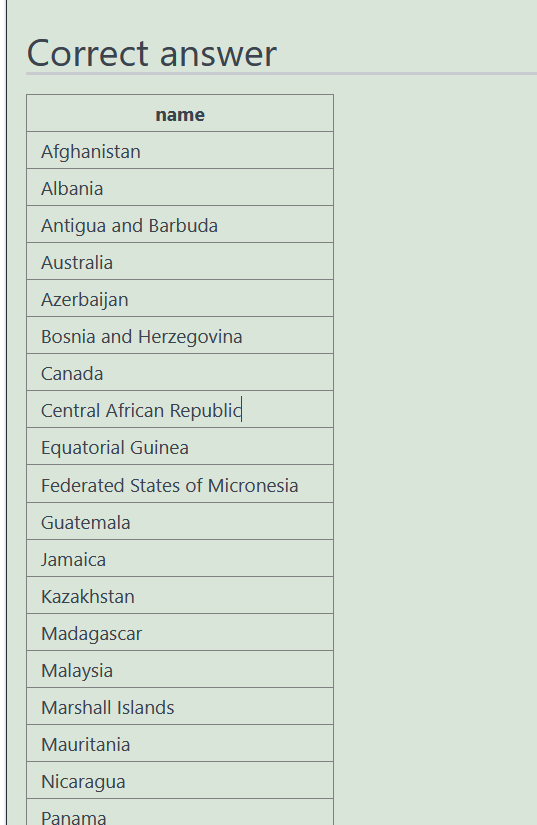 Correct answer
name
Afghanistan
Albania
Antigua and Barbuda
Australia
Azerbaijan
Bosnia and Herzegovina
Canada
Central African Republic
Equatorial Guinea
Federated States of Micronesia
Guatemala
Jamaica
Kazakhstan
Madagascar
Malaysia
Marshall Islands
Mauritania
Nicaragua
Panama